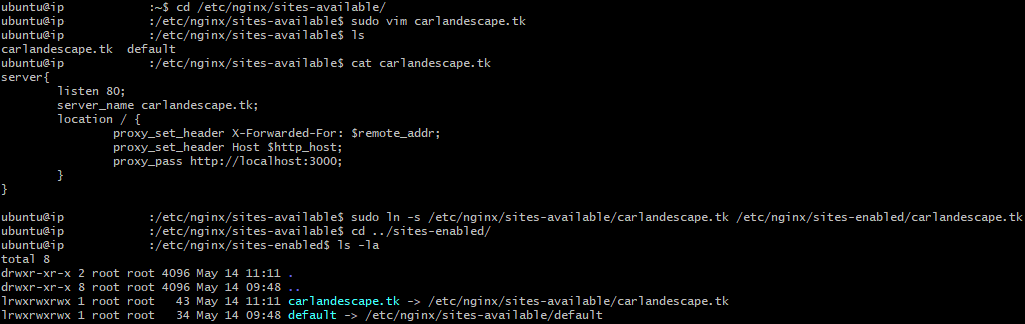 ubuntu@ip :~$ cd /etc/nginx/sites-available/
ubuntu@ip :/etc/nginx/sites-available$ sudo vim carlandescape.tk
ubuntu@ip :/etc/nginx/sites-available$ ls
carlandescape.tk  default
ubuntu@ip :/etc/nginx/sites-available$ cat carlandescape.tk
server{
        listen 80;
        server_name carlandescape.tk;
        location / {
                proxy_set_header X-Forwarded-For: $remote_addr;
                proxy_set_header Host $http_host;
                proxy_pass http://localhost:3000;
        }
}
ubuntu@ip :/etc/nginx/sites-available$ sudo ln -s /etc/nginx/sites-available/carlandescape.tk /etc/nginx/sites-enabled/carlandescape.tk
ubuntu@ip :/etc/nginx/sites-available$ cd ../sites-enabled/
ubuntu@ip :/etc/nginx/sites-enabled$ ls -la
total 8
drwxr-xr-x 2 root root 4096 May 14 11:11 .
drwxr-xr-x 8 root root 4096 May 14 09:48 ..
lrwxrwxrwx 1 root root   43 May 14 11:11 carlandescape.tk -> /etc/nginx/sites-available/carlandescape.tk
lrwxrwxrwx 1 root root   34 May 14 09:48 default -> /etc/nginx/sites-available/default